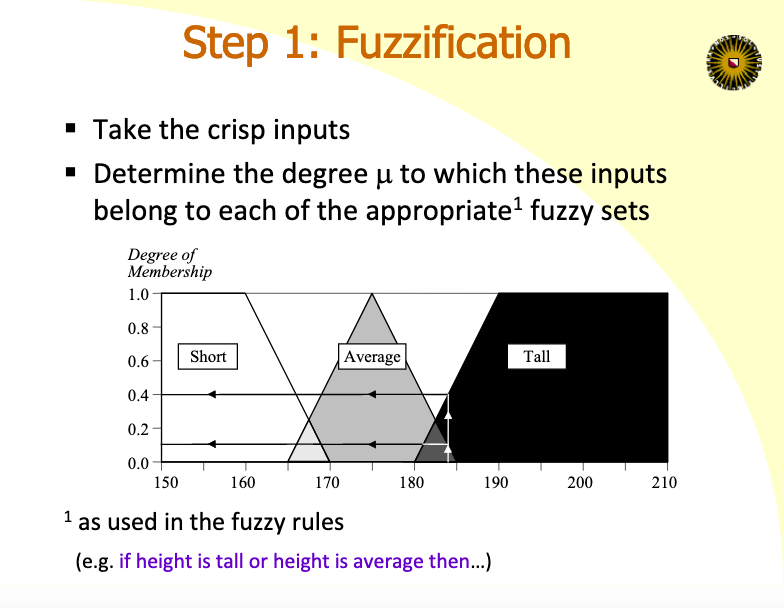 Step 1: Fuzzification
▪ Take the crisp inputs
▪ Determine the degree μ to which these inputs
belong to each of the appropriate¹ fuzzy sets
Degree of
Membership
1.0
0.8
0.6
0.4
0.2
0.0
Short
Average
Tall
150 160 170 180 190 200 210
¹ as used in the fuzzy rules
(e.g. if height is tall or height is average then…)